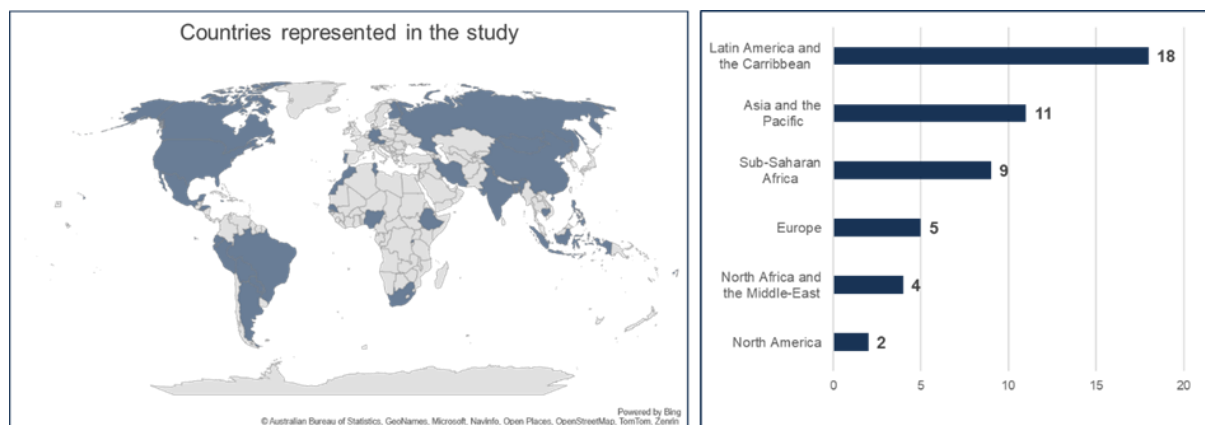 Countries represented in the study
Powered by Bing
© Australian Bureau of Statistics, GeoNames, Microsoft, Navinfo, Open Places, OpenStreetMap, TomTom, Zenrin
Latin America and
the Carribbean
18
Asia and the
Pacific
11
Sub-Saharan
Africa
9
Europe
5
North Africa and
the Middle-East
4
North America
2
0
5
10
15
20